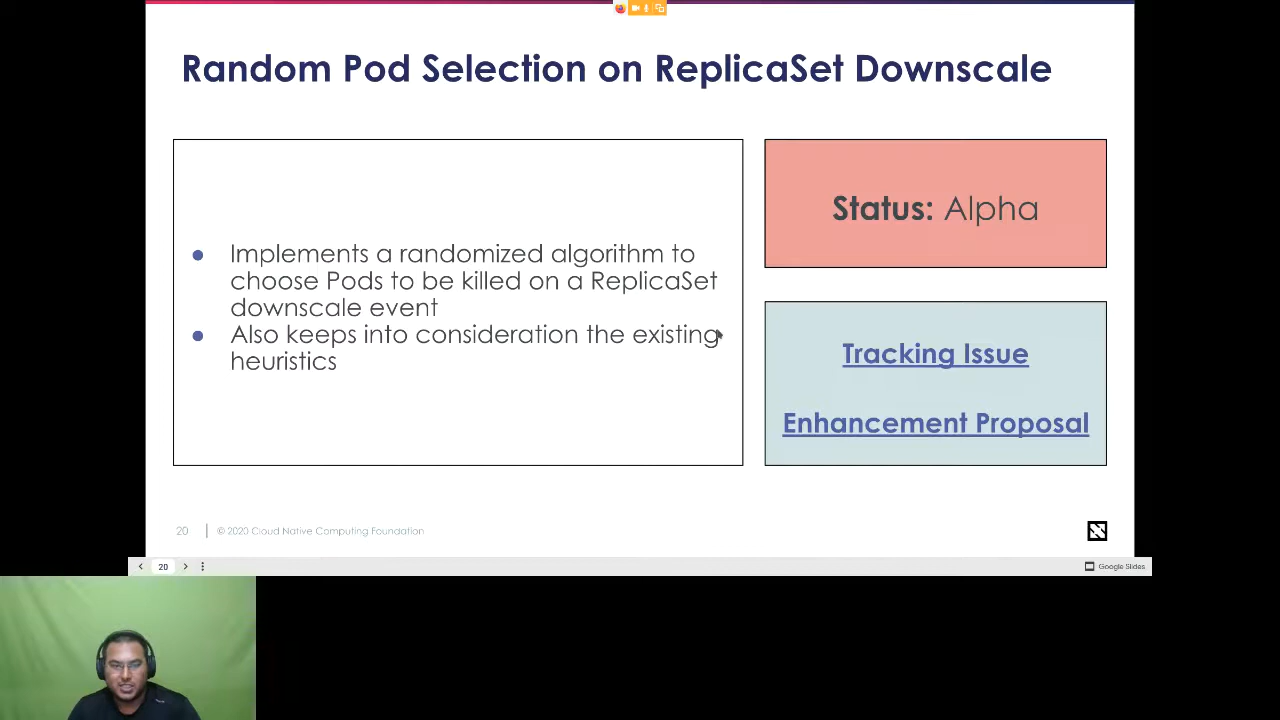 Random Pod Selection on ReplicaSet Downscale
● Implements a randomized algorithm to
choose Pods to be killed on a ReplicaSet
downscale event
● Also keeps into consideration the existing
heuristics
Status: Alpha
Tracking Issue
Enhancement Proposal
20
© 2020 Cloud Native Computing Foundation
20
Google Slides